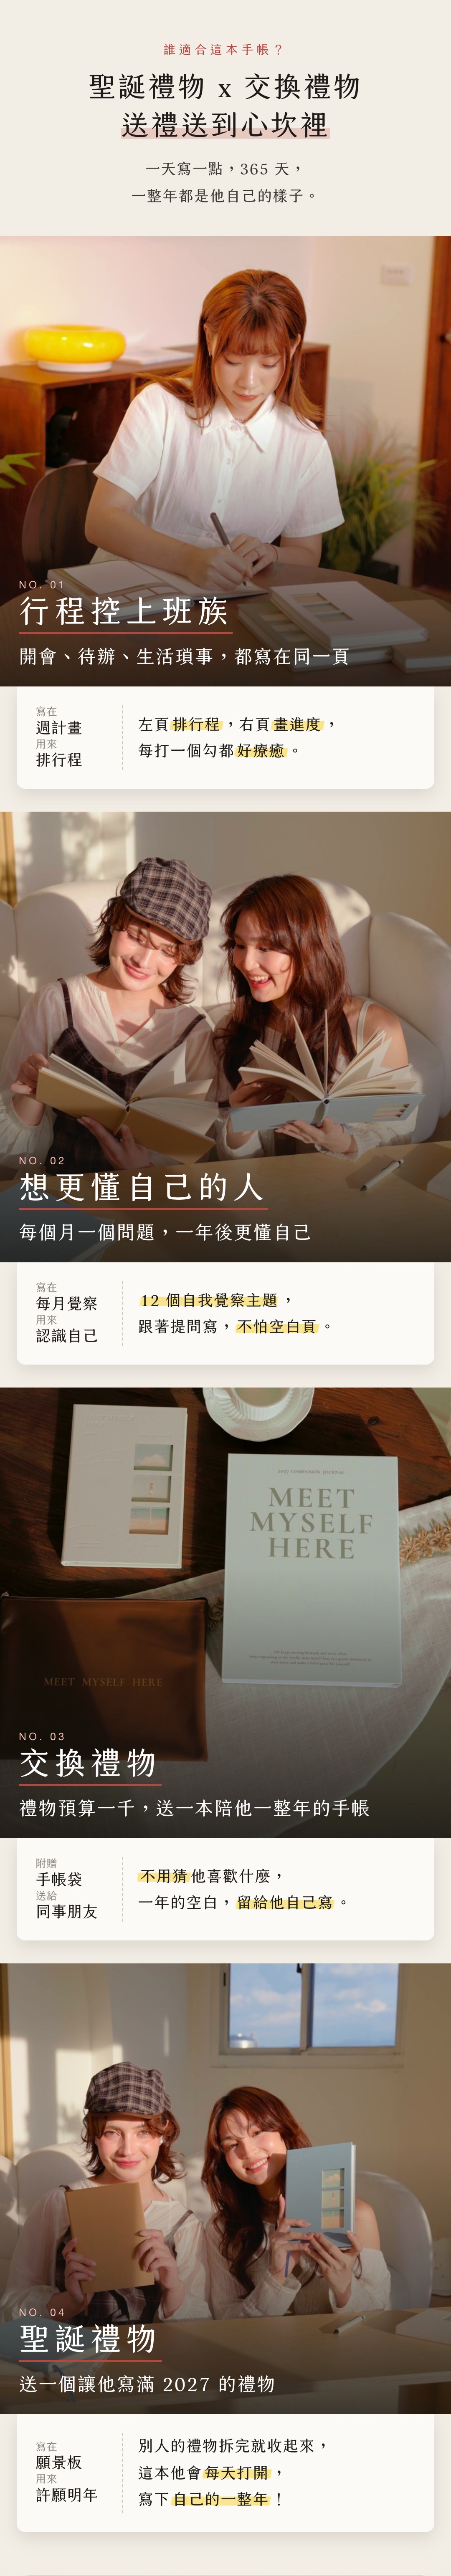 誰適合這本手帳？
聖誕禮物 x 交換禮物
送禮送到心坎裡
一天寫一點，365 天，
一整年都是他自己的樣子。
NO. 01
行程控上班族
開會、待辦、生活瑣事，都寫在同一頁
寫在
週計畫
用來
排行程
左頁排行程，右頁畫進度，
每打一個勾都好療癒。
NO. 02
想更懂自己的人
每個月一個問題，一年後更懂自己
寫在
每月覺察
用來
認識自己
12 個自我覺察主題，
跟著提問寫，不怕空白頁。
MEET
MYSELF
HERE
MEET MYSELF HERE
NO. 03
交換禮物
禮物預算一千，送一本陪他一整年的手帳
附贈
手帳袋
送給
同事朋友
不用猜他喜歡什麼，
一年的空白，留給他自己寫。
NO. 04
聖誕禮物
送一個讓他寫滿 2027 的禮物
寫在
願景板
用來
許願明年
別人的禮物拆完就收起來，
這本他會每天打開，
寫下自己的一整年！